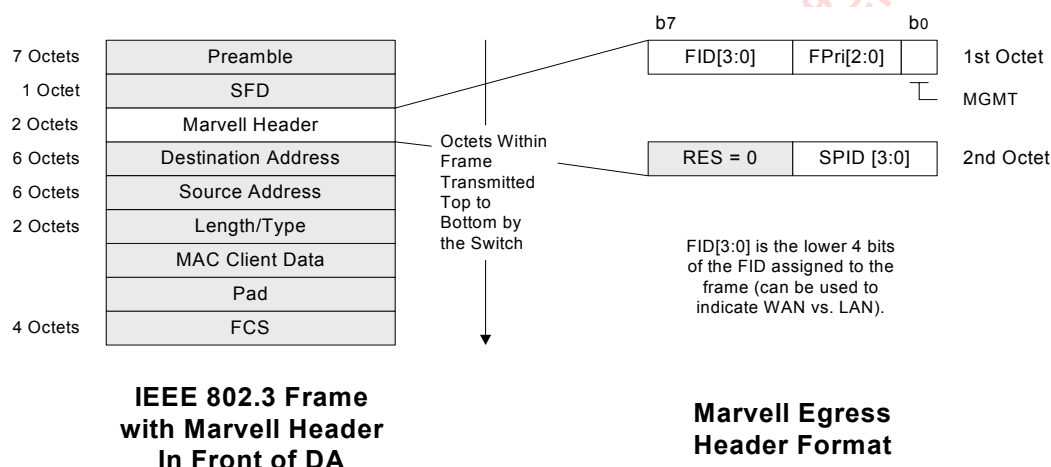 b7 b0
7 Octets Preamble FID[3:0] FPri[2:0] 1st Octet
1 Octet SFD
MGMT
2 Octets Marvell Header
6 Octets Destination Address RES = 0 SPID [3:0] 2nd Octet
6 Octets Source Address
2 Octets Length/Type
MAC Client Data
Pad
4 Octets FCS
Octets Within
Frame
Transmitted
Top to
Bottom by
the Switch
FID[3:0] is the lower 4 bits
of the FID assigned to the
frame (can be used to
indicate WAN vs. LAN).
IEEE 802.3 Frame
with Marvell Header
In Front of DA
Marvell Egress
Header Format